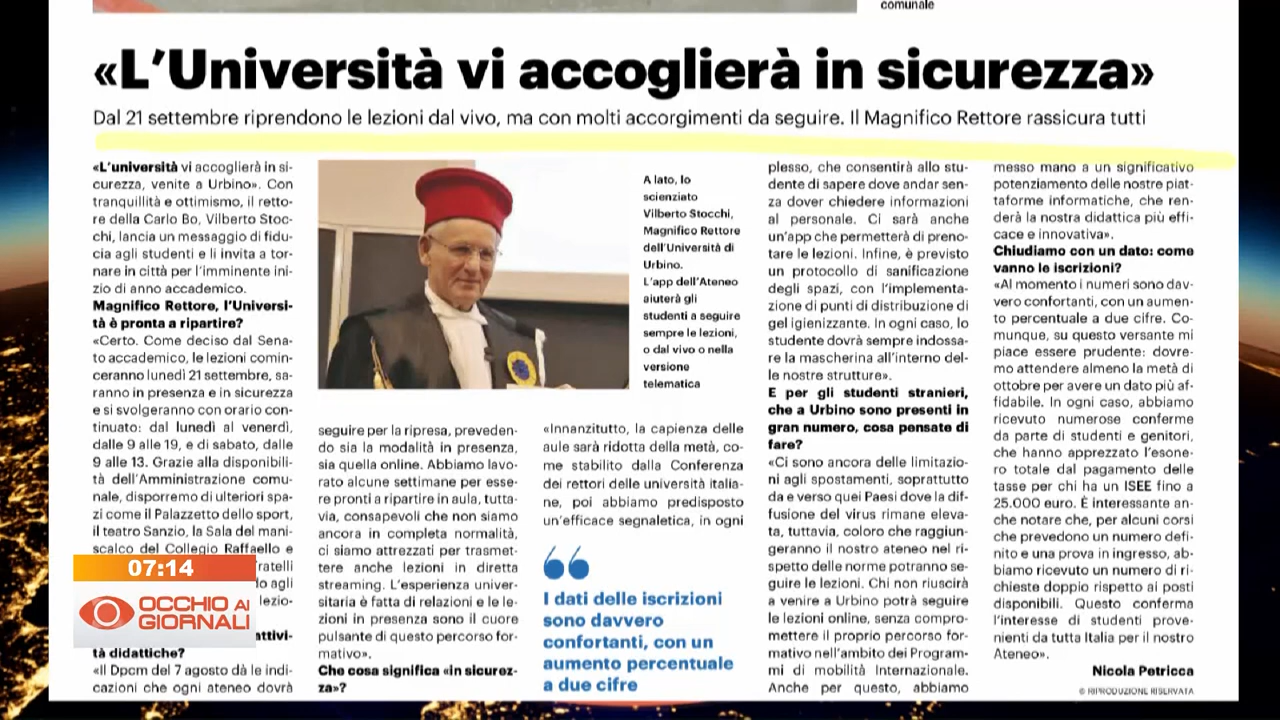 comunale
«L'Università vi accoglierà in sicurezza»
Dal 21 settembre riprendono le lezioni dal vivo, ma con molti accorgimenti da seguire. Il Magnifico Rettore rassicura tutti
«L'università vi accoglierà in si-
curezza, venite a Urbino». Con
tranquillità e ottimismo, il retto-
re della Carlo Bo, Vilberto Stoc-
chi, lancia un messaggio di fidu-
cia agli studenti e li invita a tor-
nare in città per l'imminente ini-
zio di anno accademico.
Magnifico Rettore, l'Universi-
tà è pronta a ripartire?
«Certo. Come deciso dal Sena-
to accademico, le lezioni comin-
ceranno lunedì 21 settembre, sa-
ranno in presenza e in sicurezza
e si svolgeranno con orario con-
tinuato: dal lunedì al venerdì,
dalle 9 alle 19, e di sabato, dalle
9 alle 13. Grazie alla disponibili-
tà dell'Amministrazione comu-
nale, disporremo di ulteriori spa-
zi come il Palazzetto dello sport,
il teatro Sanzio, la Sala del mani-
scalco del Collegio Raffaello e
ratelli
do agli
lezio-
attivi-
tà didattiche?
«Il Dpcm del 7 agosto dà le indi-
cazioni che ogni ateneo dovrà
A lato, lo
scienziato
Vilberto Stocchi,
Magnifico Rettore
dell'Università di
Urbino.
L'app dell'Ateneo
aiuterà gli
studenti a seguire
sempre le lezioni,
o dal vivo o nella
versione
telematica
seguire per la ripresa, preveden-
do sia la modalità in presenza,
sia quella online. Abbiamo lavo-
rato alcune settimane per esse-
re pronti a ripartire in aula, tutta-
via, consapevoli che non siamo
ancora in completa normalità,
ci siamo attrezzati per trasmet-
tere anche lezioni in diretta
streaming. L'esperienza univer-
sitaria è fatta di relazioni e le le-
zioni in presenza sono il cuore
pulsante di questo percorso for-
mativo».
Che cosa significa «in sicurez-
za»?
«Innanzitutto, la capienza delle
aule sarà ridotta della metà, co-
me stabilito dalla Conferenza
dei rettori delle università italia-
ne, poi abbiamo predisposto
un'efficace segnaletica, in ogni
I dati delle iscrizioni
sono davvero
confortanti, con un
aumento percentuale
a due cifre
plesso, che consentirà allo stu-
dente di sapere dove andar sen-
za dover chiedere informazioni
al personale. Ci sarà anche
un'app che permetterà di preno-
tare le lezioni. Infine, è previsto
un protocollo di sanificazione
degli spazi, con l'implementa-
zione di punti di distribuzione di
gel igienizzante. In ogni caso, lo
studente dovrà sempre indossa-
re la mascherina all'interno del-
le nostre strutture».
E per gli studenti stranieri,
che a Urbino sono presenti in
gran numero, cosa pensate di
fare?
«Ci sono ancora delle limitazio-
ni agli spostamenti, soprattutto
da e verso quei Paesi dove la dif-
fusione del virus rimane eleva-
ta, tuttavia, coloro che raggiun-
geranno il nostro ateneo nel ri-
spetto delle norme potranno se-
guire le lezioni. Chi non riuscirà
a venire a Urbino potrà seguire
le lezioni online, senza compro-
mettere il proprio percorso for-
mativo nell'ambito dei Program-
mi di mobilità Internazionale.
Anche per questo, abbiamo
messo mano a un significativo
potenziamento delle nostre piat-
taforme informatiche, che ren-
derà la nostra didattica più effi-
cace e innovativa».
Chiudiamo con un dato: come
vanno le iscrizioni?
«Al momento i numeri sono dav-
vero confortanti, con un aumen-
to percentuale a due cifre. Co-
munque, su questo versante mi
piace essere prudente: dovre-
mo attendere almeno la metà di
ottobre per avere un dato più af-
fidabile. In ogni caso, abbiamo
ricevuto numerose conferme
da parte di studenti e genitori,
che hanno apprezzato l'esone-
ro totale dal pagamento delle
tasse per chi ha un ISEE fino a
25.000 euro. È interessante an-
che notare che, per alcuni corsi
che prevedono un numero defi-
nito e una prova in ingresso, ab-
biamo ricevuto un numero di ri-
chieste doppio rispetto ai posti
disponibili. Questo conferma
l'interesse di studenti prove-
nienti da tutta Italia per il nostro
Ateneo».
Nicola Petricca
© RIPRODUZIONE RISERVATA
07:14
OCCHIO AI
GIORNALI